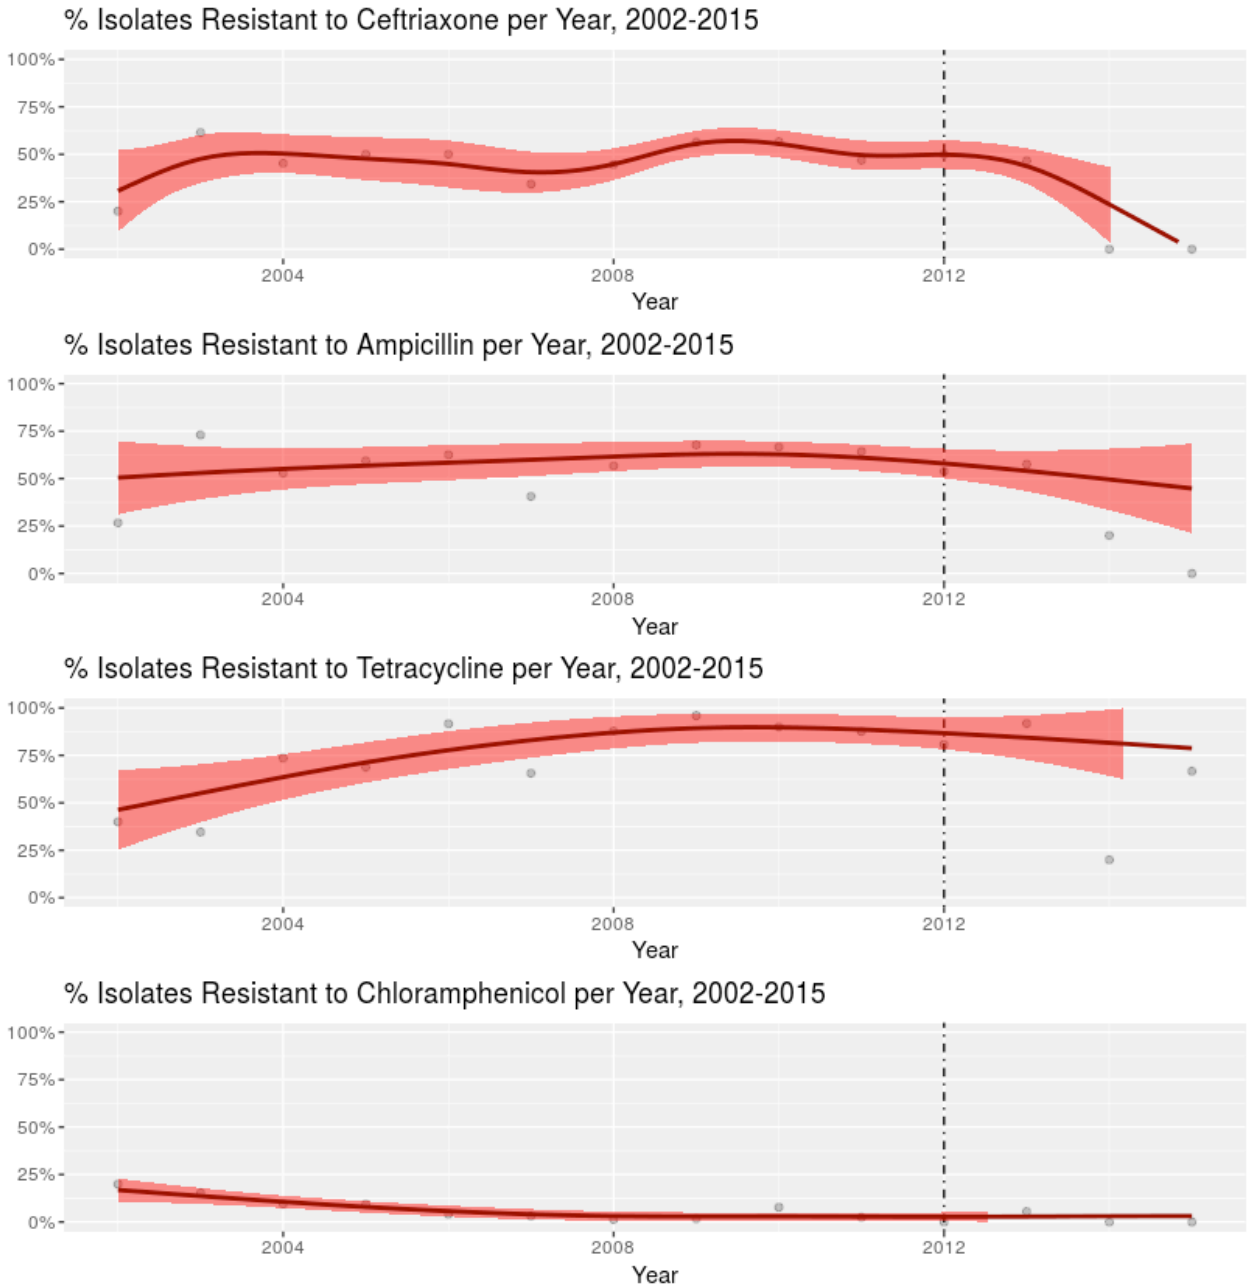 % Isolates Resistant to Ceftriaxone per Year, 2002-2015
100%
75%
50%
25%
0%
2004 2008 2012
Year
% Isolates Resistant to Ampicillin per Year, 2002-2015
100%
75%
50%
25%
0%
2004 2008 2012
Year
% Isolates Resistant to Tetracycline per Year, 2002-2015
100%
75%
50%
25%
0%
2004 2008 2012
Year
% Isolates Resistant to Chloramphenicol per Year, 2002-2015
100%
75%
50%
25%
0%
2004 2008 2012
Year